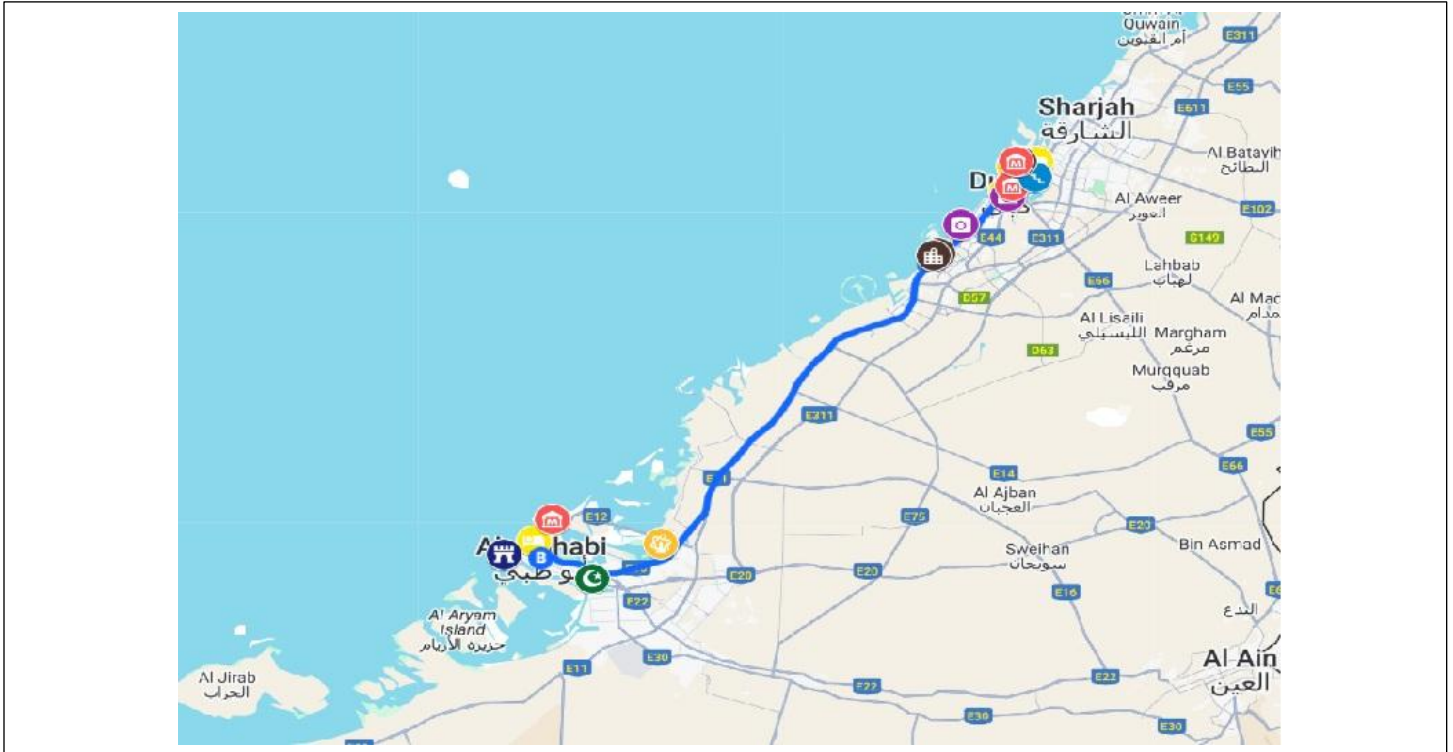 Quwain
أم القيوين
E311
E55
Sharjah
الشارقة
E611
Al Batayih
البطائح
Al Aweer
العوير
E102
E44
E311
S149
Lahbab
لهباب
E66
D57
Al Lisaili
الليسيلي
Margham
مرغم
D63
Murqquab
مرقب
E311
E55
E66
E14
Al Ajban
العجبان
E12
E75
E20
Sweihan
سويحان
Bin Asmad
B
E20
E20
E22
E16
Al Aryam
Island
جزيرة الأريام
E30
E11
Al Ain
العين
Al Jirab
الجراب
E22
E22
E30
E30